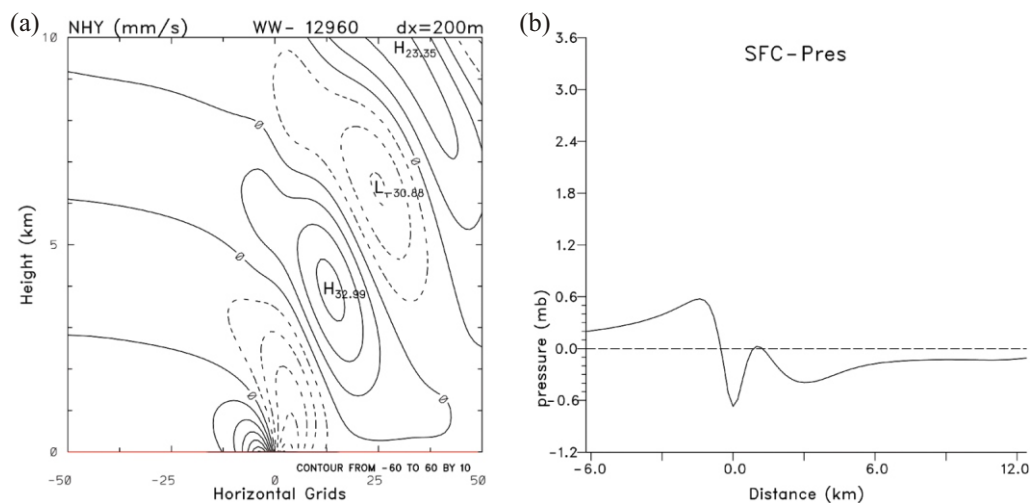 (a)
NHY (mm/s) WW- 12960 dx=200m
10
5
0
Height (km)
H23.35
0
0
L-30.88
0
H32.99
0
0
CONTOUR FROM -60 TO 60 BY 10
-50 -25 0 25 50
Horizontal Grids
(b)
SFC-Pres
3.6
3.0
2.4
1.8
1.2
0.6
0.0
-0.6
-1.2
pressure (mb)
-6.0 0.0 6.0 12.0
Distance (km)